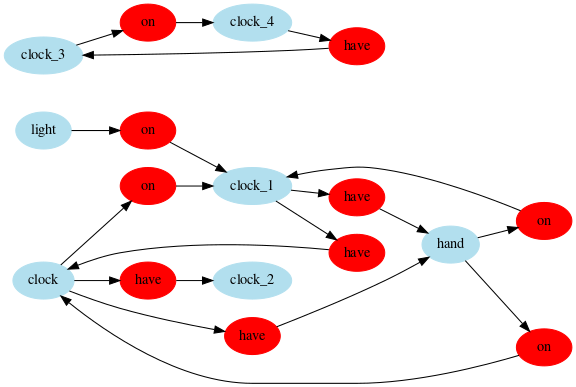 on
clock_4
clock_3
have
light
on
on
clock_1
have
on
hand
have
clock
have
clock_2
have
on